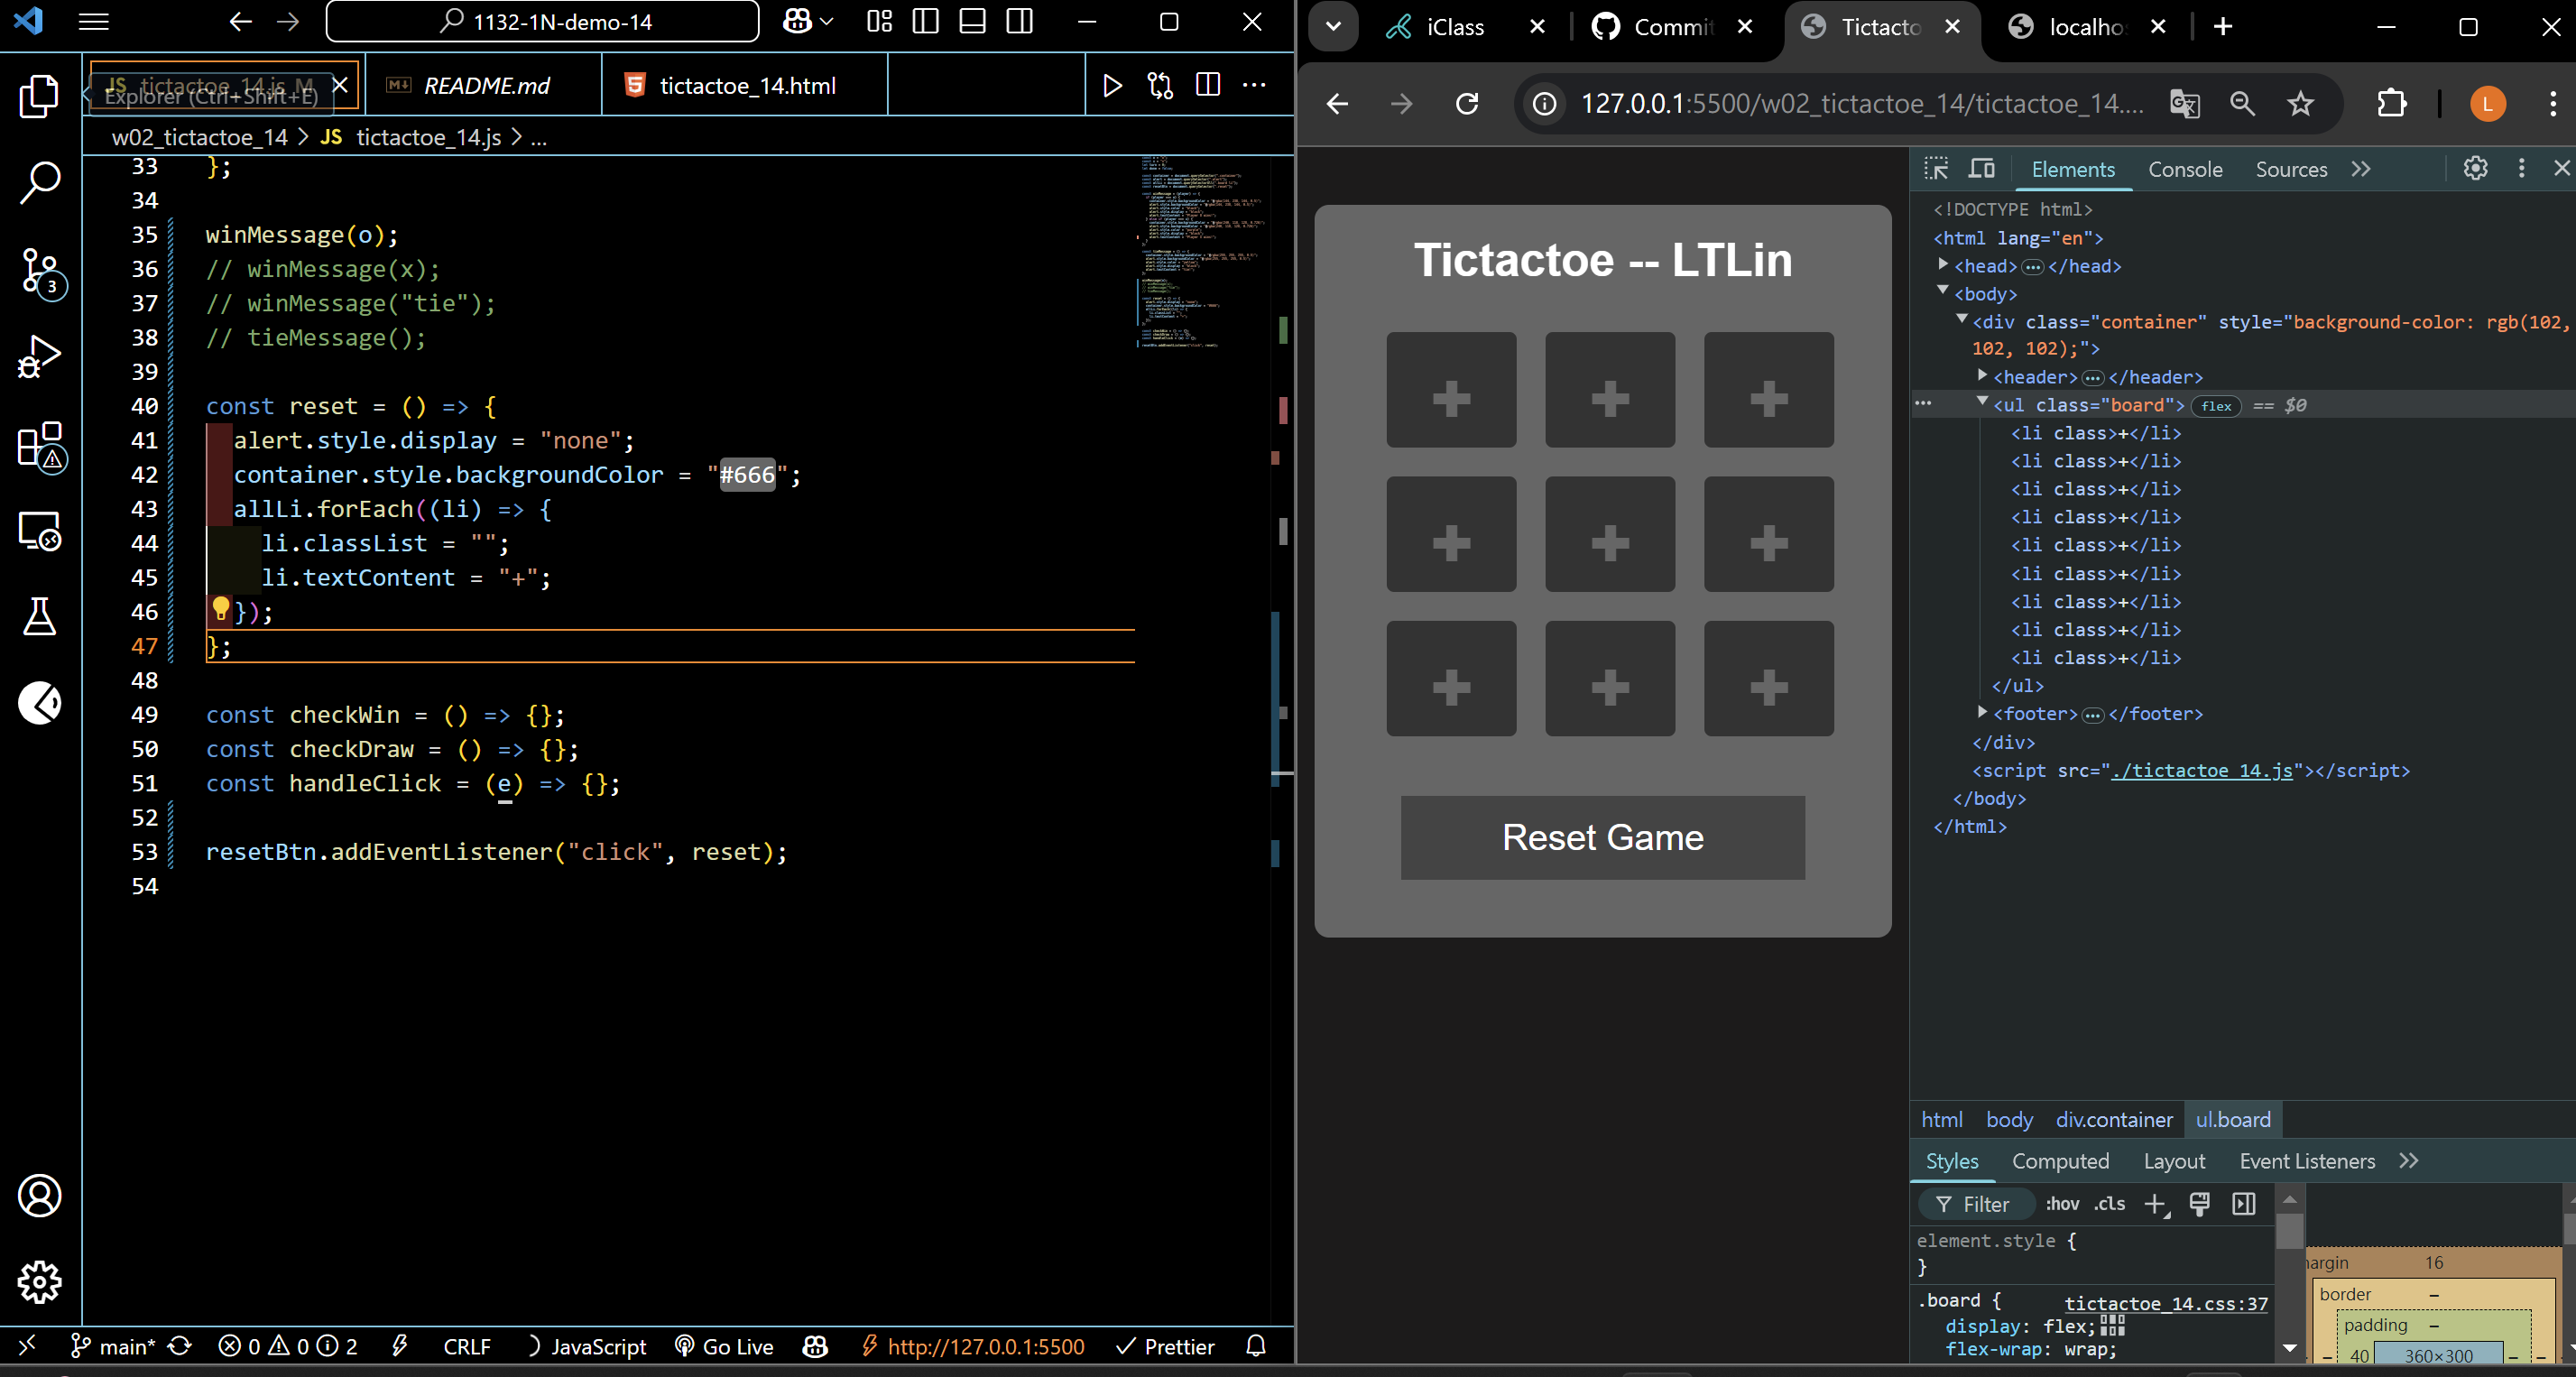 1132-1N-demo-14
JS tictactoe_14.js M
Explorer (Ctrl+Shift+E)
README.md
tictactoe_14.html
w02_tictactoe_14 > JS tictactoe_14.js > ...
33 };
34
35 winMessage(o);
36 // winMessage(x);
37 // winMessage("tie");
38 // tieMessage();
39
40 const reset = () => {
41 alert.style.display = "none";
42 container.style.backgroundColor = "#666";
43 allLi.forEach((li) => {
44 li.classList = "";
45 li.textContent = "+";
46 });
47 };
48
49 const checkWin = () => {};
50 const checkDraw = () => {};
51 const handleClick = (e) => {};
52
53 resetBtn.addEventListener("click", reset);
54
3
main* 0 0 2 CRLF JavaScript Go Live http://127.0.0.1:5500 Prettier
iClass
Commit
Tictacto
localho
127.0.0.1:5500/w02_tictactoe_14/tictactoe_14....
L
Tictactoe -- LTLin
+ + +
+ + +
+ + +
Reset Game
Elements Console Sources
<!DOCTYPE html>
<html lang="en">
<head>…</head>
<body>
<div class="container" style="background-color: rgb(102,
102, 102);">
<header>…</header>
<ul class="board"> flex == $0
<li class>+</li>
<li class>+</li>
<li class>+</li>
<li class>+</li>
<li class>+</li>
<li class>+</li>
<li class>+</li>
<li class>+</li>
<li class>+</li>
</ul>
<footer>…</footer>
</div>
<script src="./tictactoe_14.js"></script>
</body>
</html>
html body div.container ul.board
Styles Computed Layout Event Listeners
Filter :hov .cls
element.style {
}
.board { tictactoe_14.css:37
display: flex;
flex-wrap: wrap;
16
border –
padding –
40 360×300